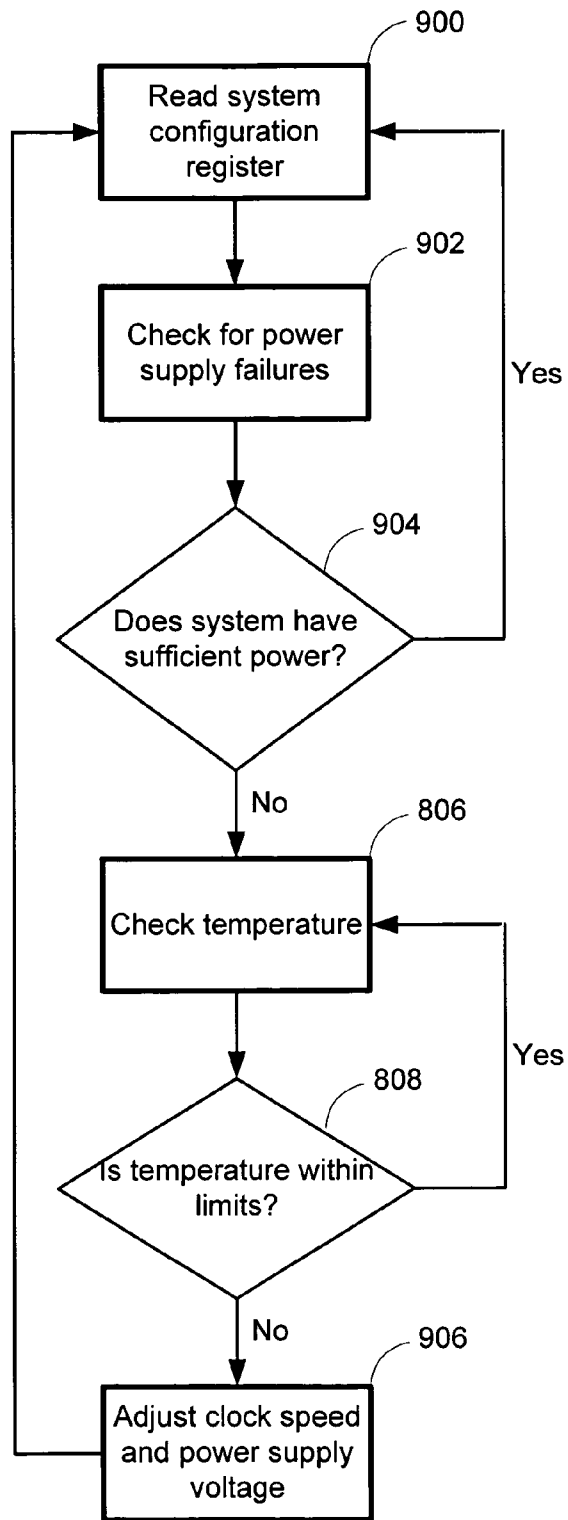 900
Read system
configuration
register
902
Check for power
supply failures
Yes
904
Does system have
sufficient power?
No
806
Check temperature
Yes
808
Is temperature within
limits?
No
906
Adjust clock speed
and power supply
voltage